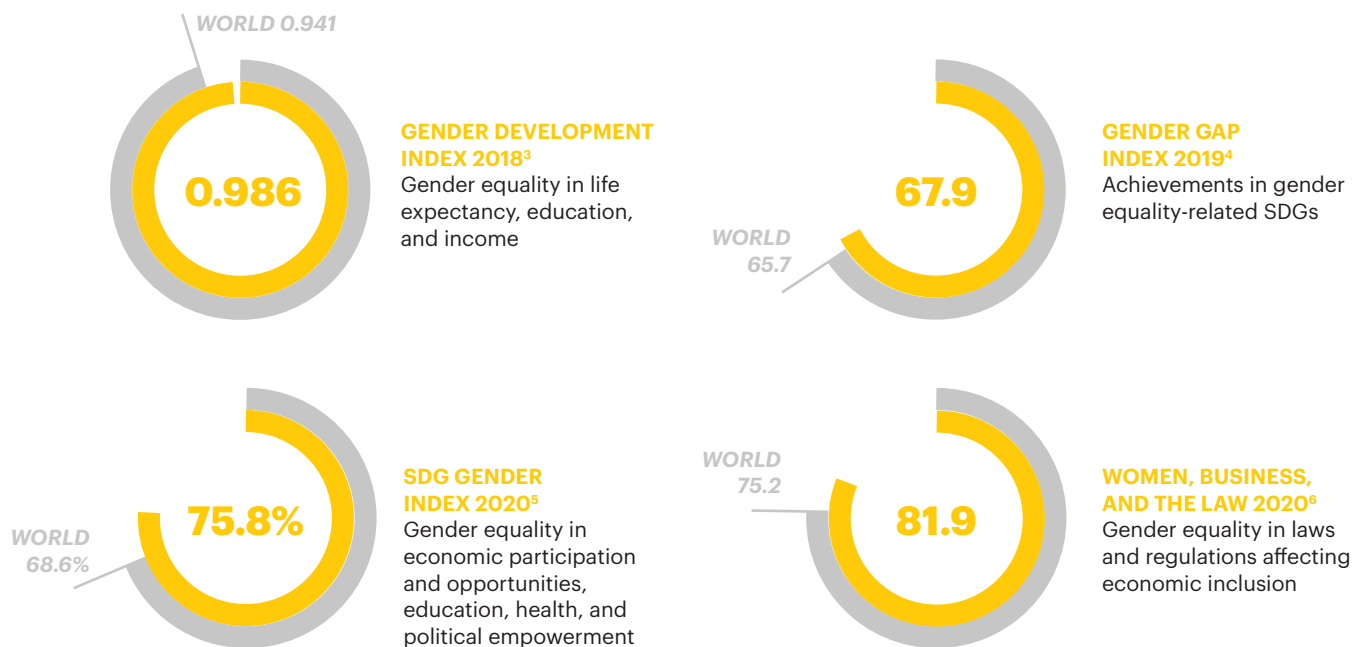 WORLD 0.941
0.986
GENDER DEVELOPMENT
INDEX 2018³
Gender equality in life
expectancy, education,
and income
WORLD
65.7
67.9
GENDER GAP
INDEX 2019⁴
Achievements in gender
equality-related SDGs
WORLD
68.6%
75.8%
SDG GENDER
INDEX 2020⁵
Gender equality in
economic participation
and opportunities,
education, health, and
political empowerment
WORLD
75.2
81.9
WOMEN, BUSINESS,
AND THE LAW 2020⁶
Gender equality in laws
and regulations affecting
economic inclusion